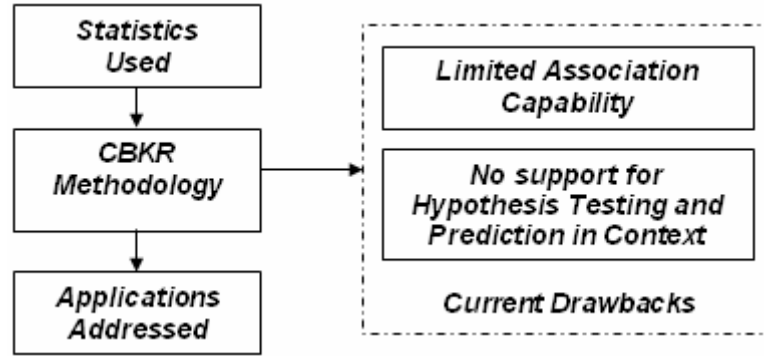 Statistics
Used
CBKR
Methodology
Applications
Addressed
Limited Association
Capability
No support for
Hypothesis Testing and
Prediction in Context
Current Drawbacks